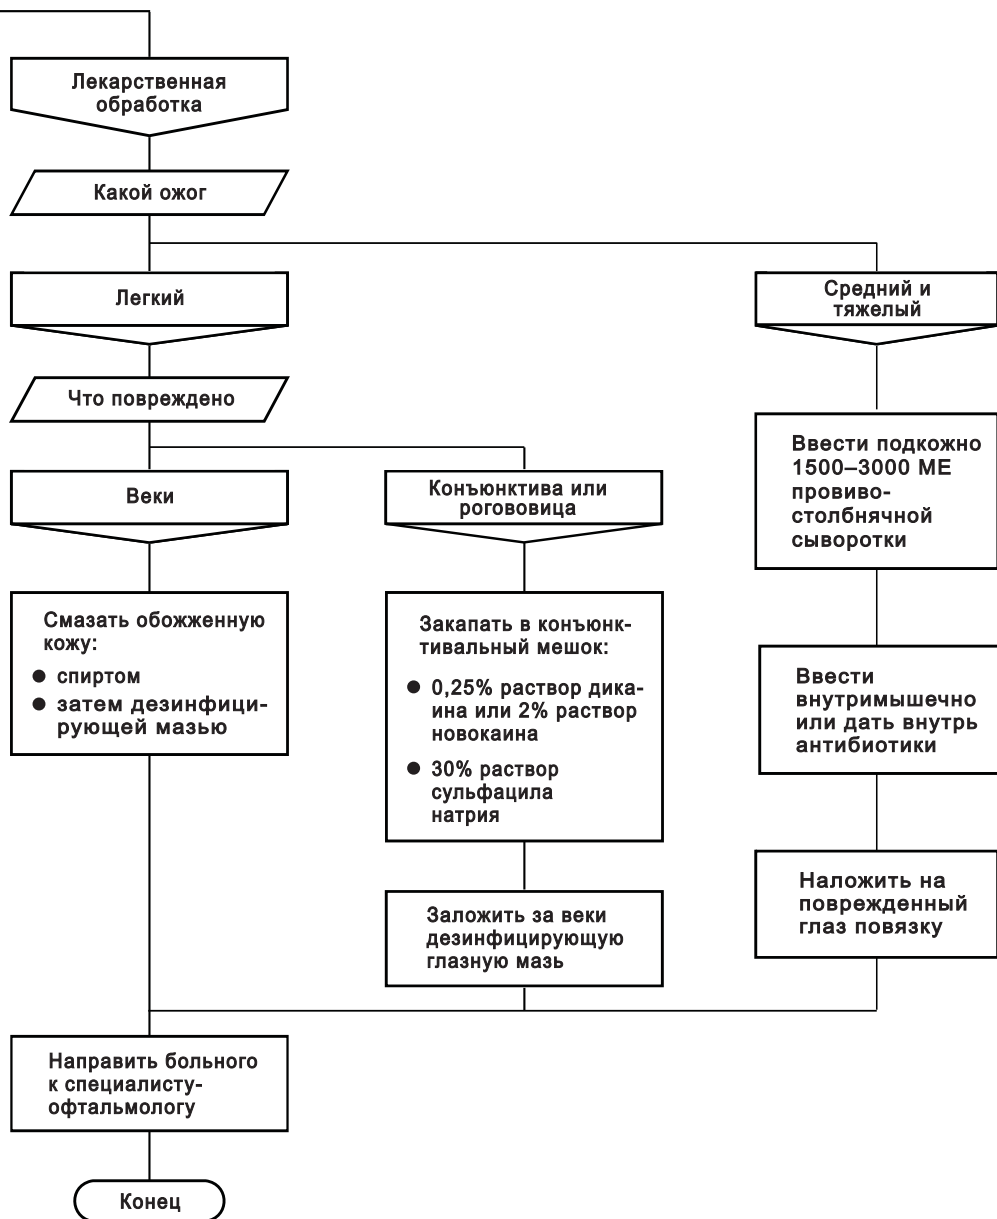 Лекарственная
обработка
Какой ожог
Легкий
Средний и
тяжелый
Что повреждено
Веки
Конъюнктива или
рогововица
Ввести подкожно
1500–3000 МЕ
провиво-
столбнячной
сыворотки
Смазать обожженную
кожу:
● спиртом
● затем дезинфици-
рующей мазью
Закапать в конъюнк-
тивальный мешок:
● 0,25% раствор дика-
ина или 2% раствор
новокаина
● 30% раствор
сульфацила
натрия
Ввести
внутримышечно
или дать внутрь
антибиотики
Заложить за веки
дезинфицирующую
глазную мазь
Наложить на
поврежденный
глаз повязку
Направить больного
к специалисту-
офтальмологу
Конец